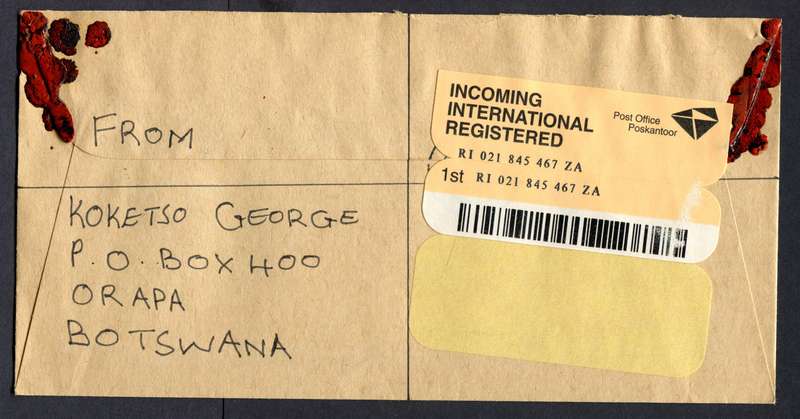 FROM
KOKETSO GEORGE
P.O. BOX 400
ORAPA
BOTSWANA
INCOMING
INTERNATIONAL
REGISTERED
Post Office
Poskantoor
RI 021 845 467 ZA
1st RI 021 845 467 ZA